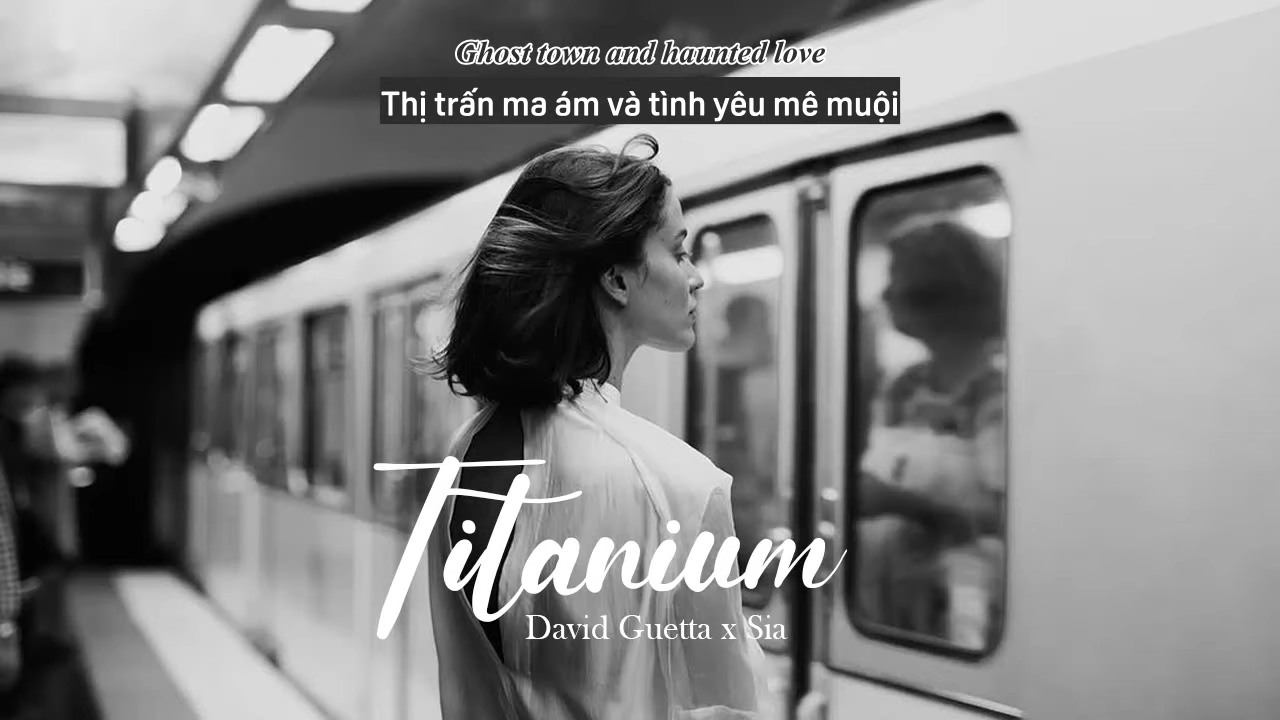 Ghost town and haunted love
Thị trấn ma ám và tình yêu mê muội
Titanium
David Guetta x Sia